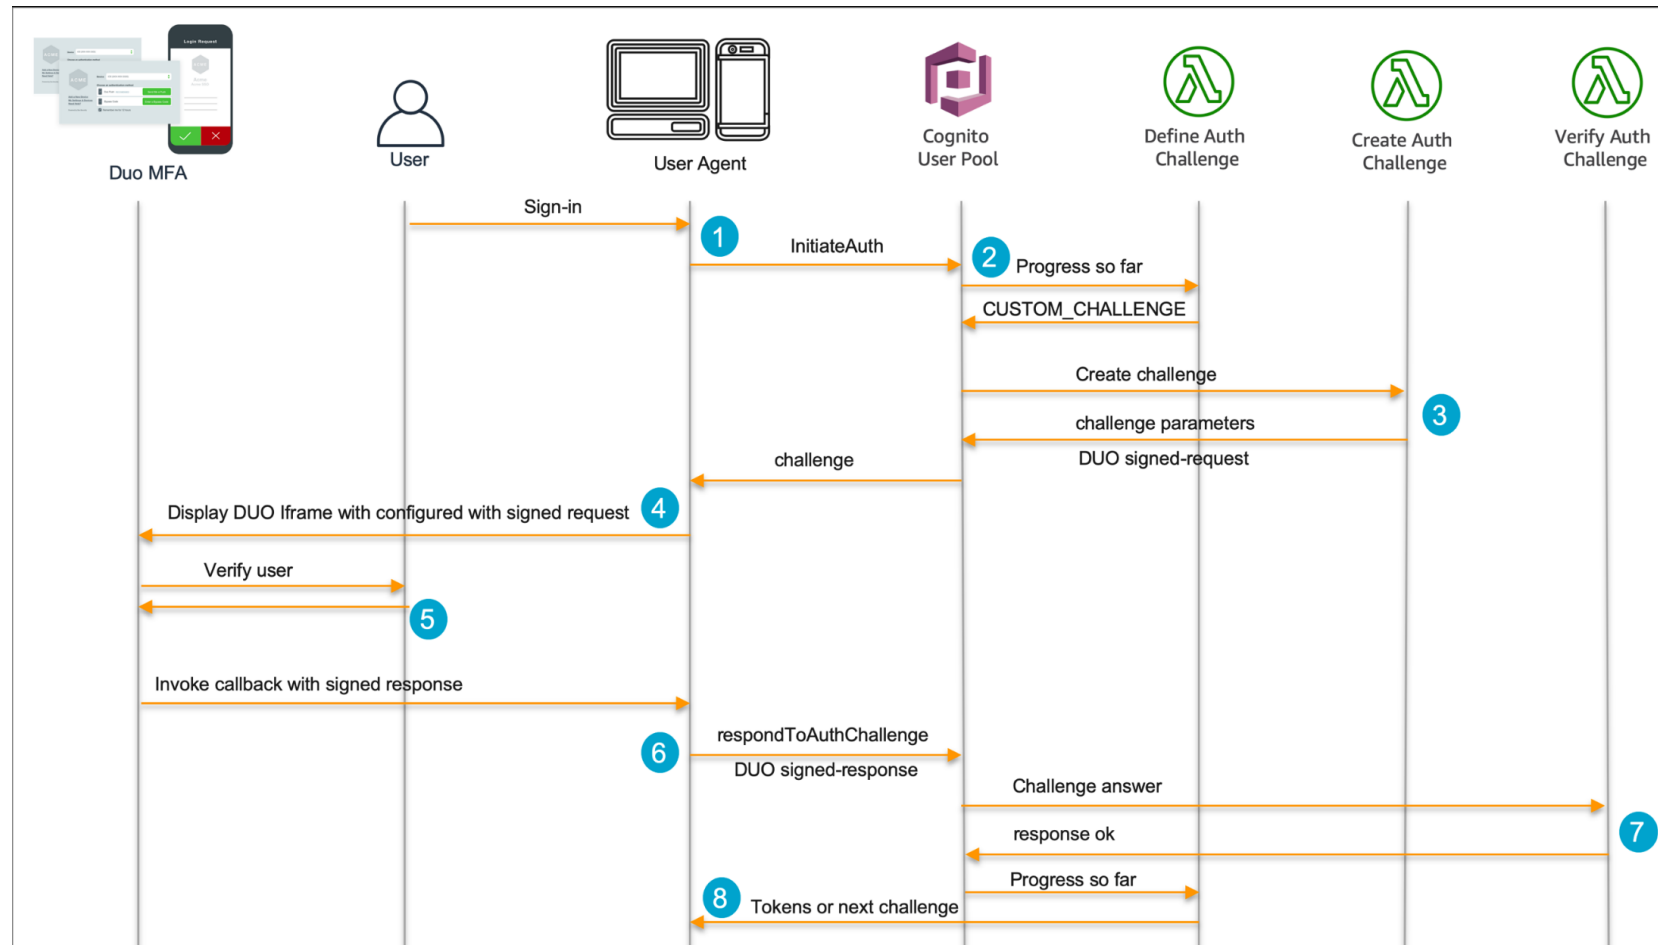 Login Request
Duo MFA
User
User Agent
Cognito
User Pool
Define Auth
Challenge
Create Auth
Challenge
Verify Auth
Challenge
Sign-in
1
InitiateAuth
2
Progress so far
CUSTOM_CHALLENGE
Create challenge
3
challenge parameters
DUO signed-request
challenge
4
Display DUO Iframe with configured with signed request
Verify user
5
Invoke callback with signed response
6
respondToAuthChallenge
DUO signed-response
Challenge answer
7
response ok
Progress so far
8
Tokens or next challenge